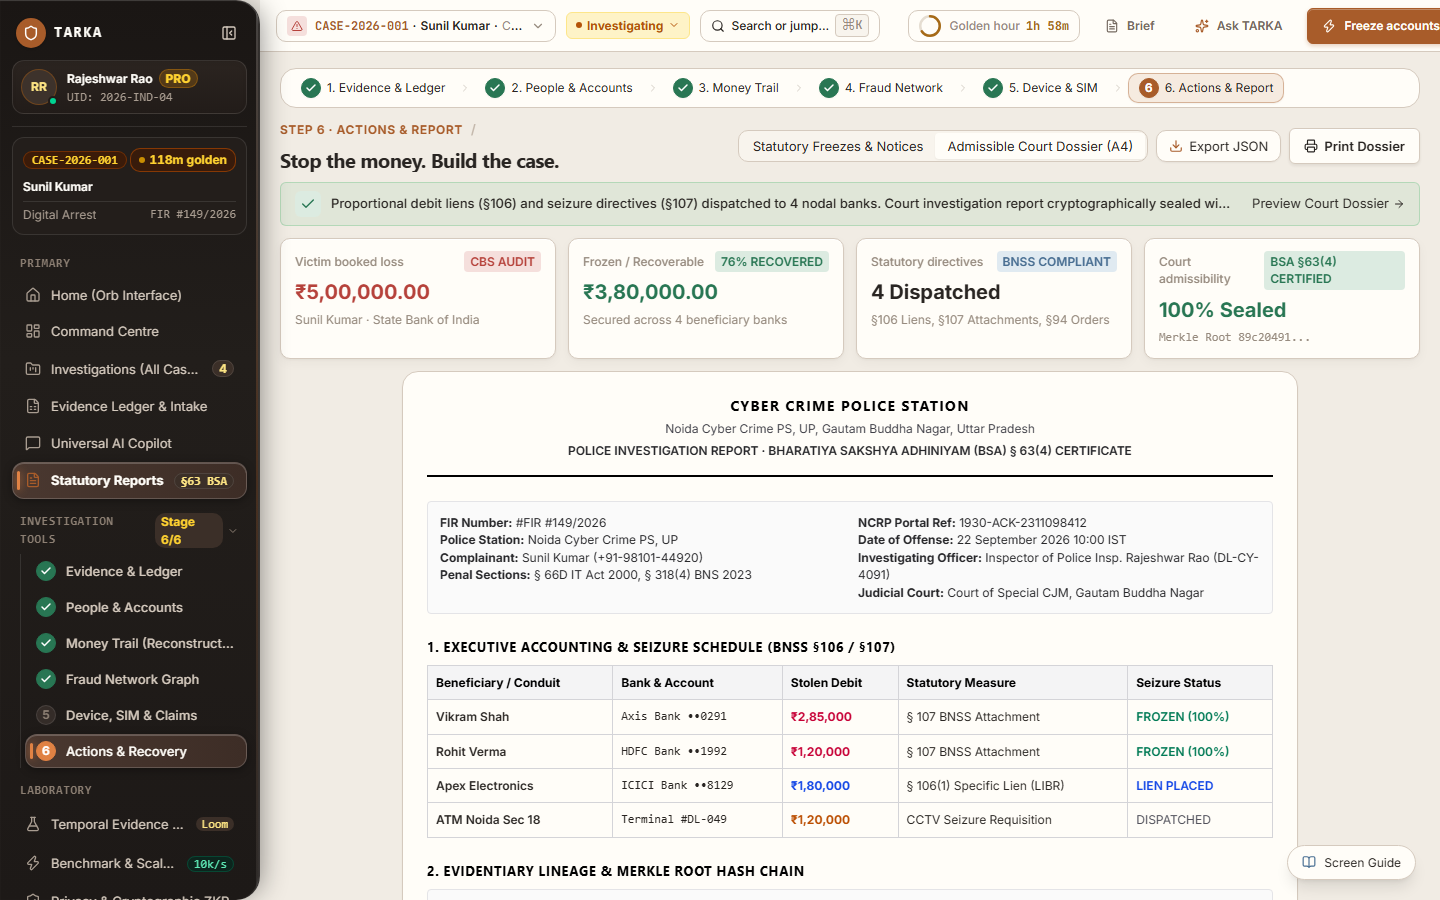 TARKA
Rajeshwar Rao PRO
UID: 2026-IND-04
CASE-2026-001 118m golden
Sunil Kumar
Digital Arrest FIR #149/2026
PRIMARY
Home (Orb Interface)
Command Centre
Investigations (All Cas... 4
Evidence Ledger & Intake
Universal AI Copilot
Statutory Reports §63 BSA
INVESTIGATION TOOLS Stage 6/6
Evidence & Ledger
People & Accounts
Money Trail (Reconstruct...
Fraud Network Graph
5 Device, SIM & Claims
6 Actions & Recovery
LABORATORY
Temporal Evidence ... Loom
Benchmark & Scal... 10k/s
Privacy & Cryptographic ZKP
CASE-2026-001 · Sunil Kumar · C...
Investigating
Search or jump... ⌘K
Golden hour 1h 58m
Brief
Ask TARKA
Freeze accounts
1. Evidence & Ledger
2. People & Accounts
3. Money Trail
4. Fraud Network
5. Device & SIM
6 6. Actions & Report
STEP 6 · ACTIONS & REPORT /
Stop the money. Build the case.
Statutory Freezes & Notices
Admissible Court Dossier (A4)
Export JSON
Print Dossier
Proportional debit liens (§106) and seizure directives (§107) dispatched to 4 nodal banks. Court investigation report cryptographically sealed wi...
Preview Court Dossier →
Victim booked loss CBS AUDIT
₹5,00,000.00
Sunil Kumar · State Bank of India
Frozen / Recoverable 76% RECOVERED
₹3,80,000.00
Secured across 4 beneficiary banks
Statutory directives BNSS COMPLIANT
4 Dispatched
§106 Liens, §107 Attachments, §94 Orders
Court admissibility BSA §63(4) CERTIFIED
100% Sealed
Merkle Root 89c20491...
CYBER CRIME POLICE STATION
Noida Cyber Crime PS, UP, Gautam Buddha Nagar, Uttar Pradesh
POLICE INVESTIGATION REPORT · BHARATIYA SAKSHYA ADHINIYAM (BSA) § 63(4) CERTIFICATE
FIR Number: #FIR #149/2026
Police Station: Noida Cyber Crime PS, UP
Complainant: Sunil Kumar (+91-98101-44920)
Penal Sections: § 66D IT Act 2000, § 318(4) BNS 2023
NCRP Portal Ref: 1930-ACK-2311098412
Date of Offense: 22 September 2026 10:00 IST
Investigating Officer: Inspector of Police Insp. Rajeshwar Rao (DL-CY-
4091)
Judicial Court: Court of Special CJM, Gautam Buddha Nagar
1. EXECUTIVE ACCOUNTING & SEIZURE SCHEDULE (BNSS §106 / §107)
Beneficiary / Conduit Bank & Account Stolen Debit Statutory Measure Seizure Status
Vikram Shah Axis Bank ••0291 ₹2,85,000 § 107 BNSS Attachment FROZEN (100%)
Rohit Verma HDFC Bank ••1992 ₹1,20,000 § 107 BNSS Attachment FROZEN (100%)
Apex Electronics ICICI Bank ••8129 ₹1,80,000 § 106(1) Specific Lien (LIBR) LIEN PLACED
ATM Noida Sec 18 Terminal #DL-049 ₹1,20,000 CCTV Seizure Requisition DISPATCHED
2. EVIDENTIARY LINEAGE & MERKLE ROOT HASH CHAIN
Screen Guide